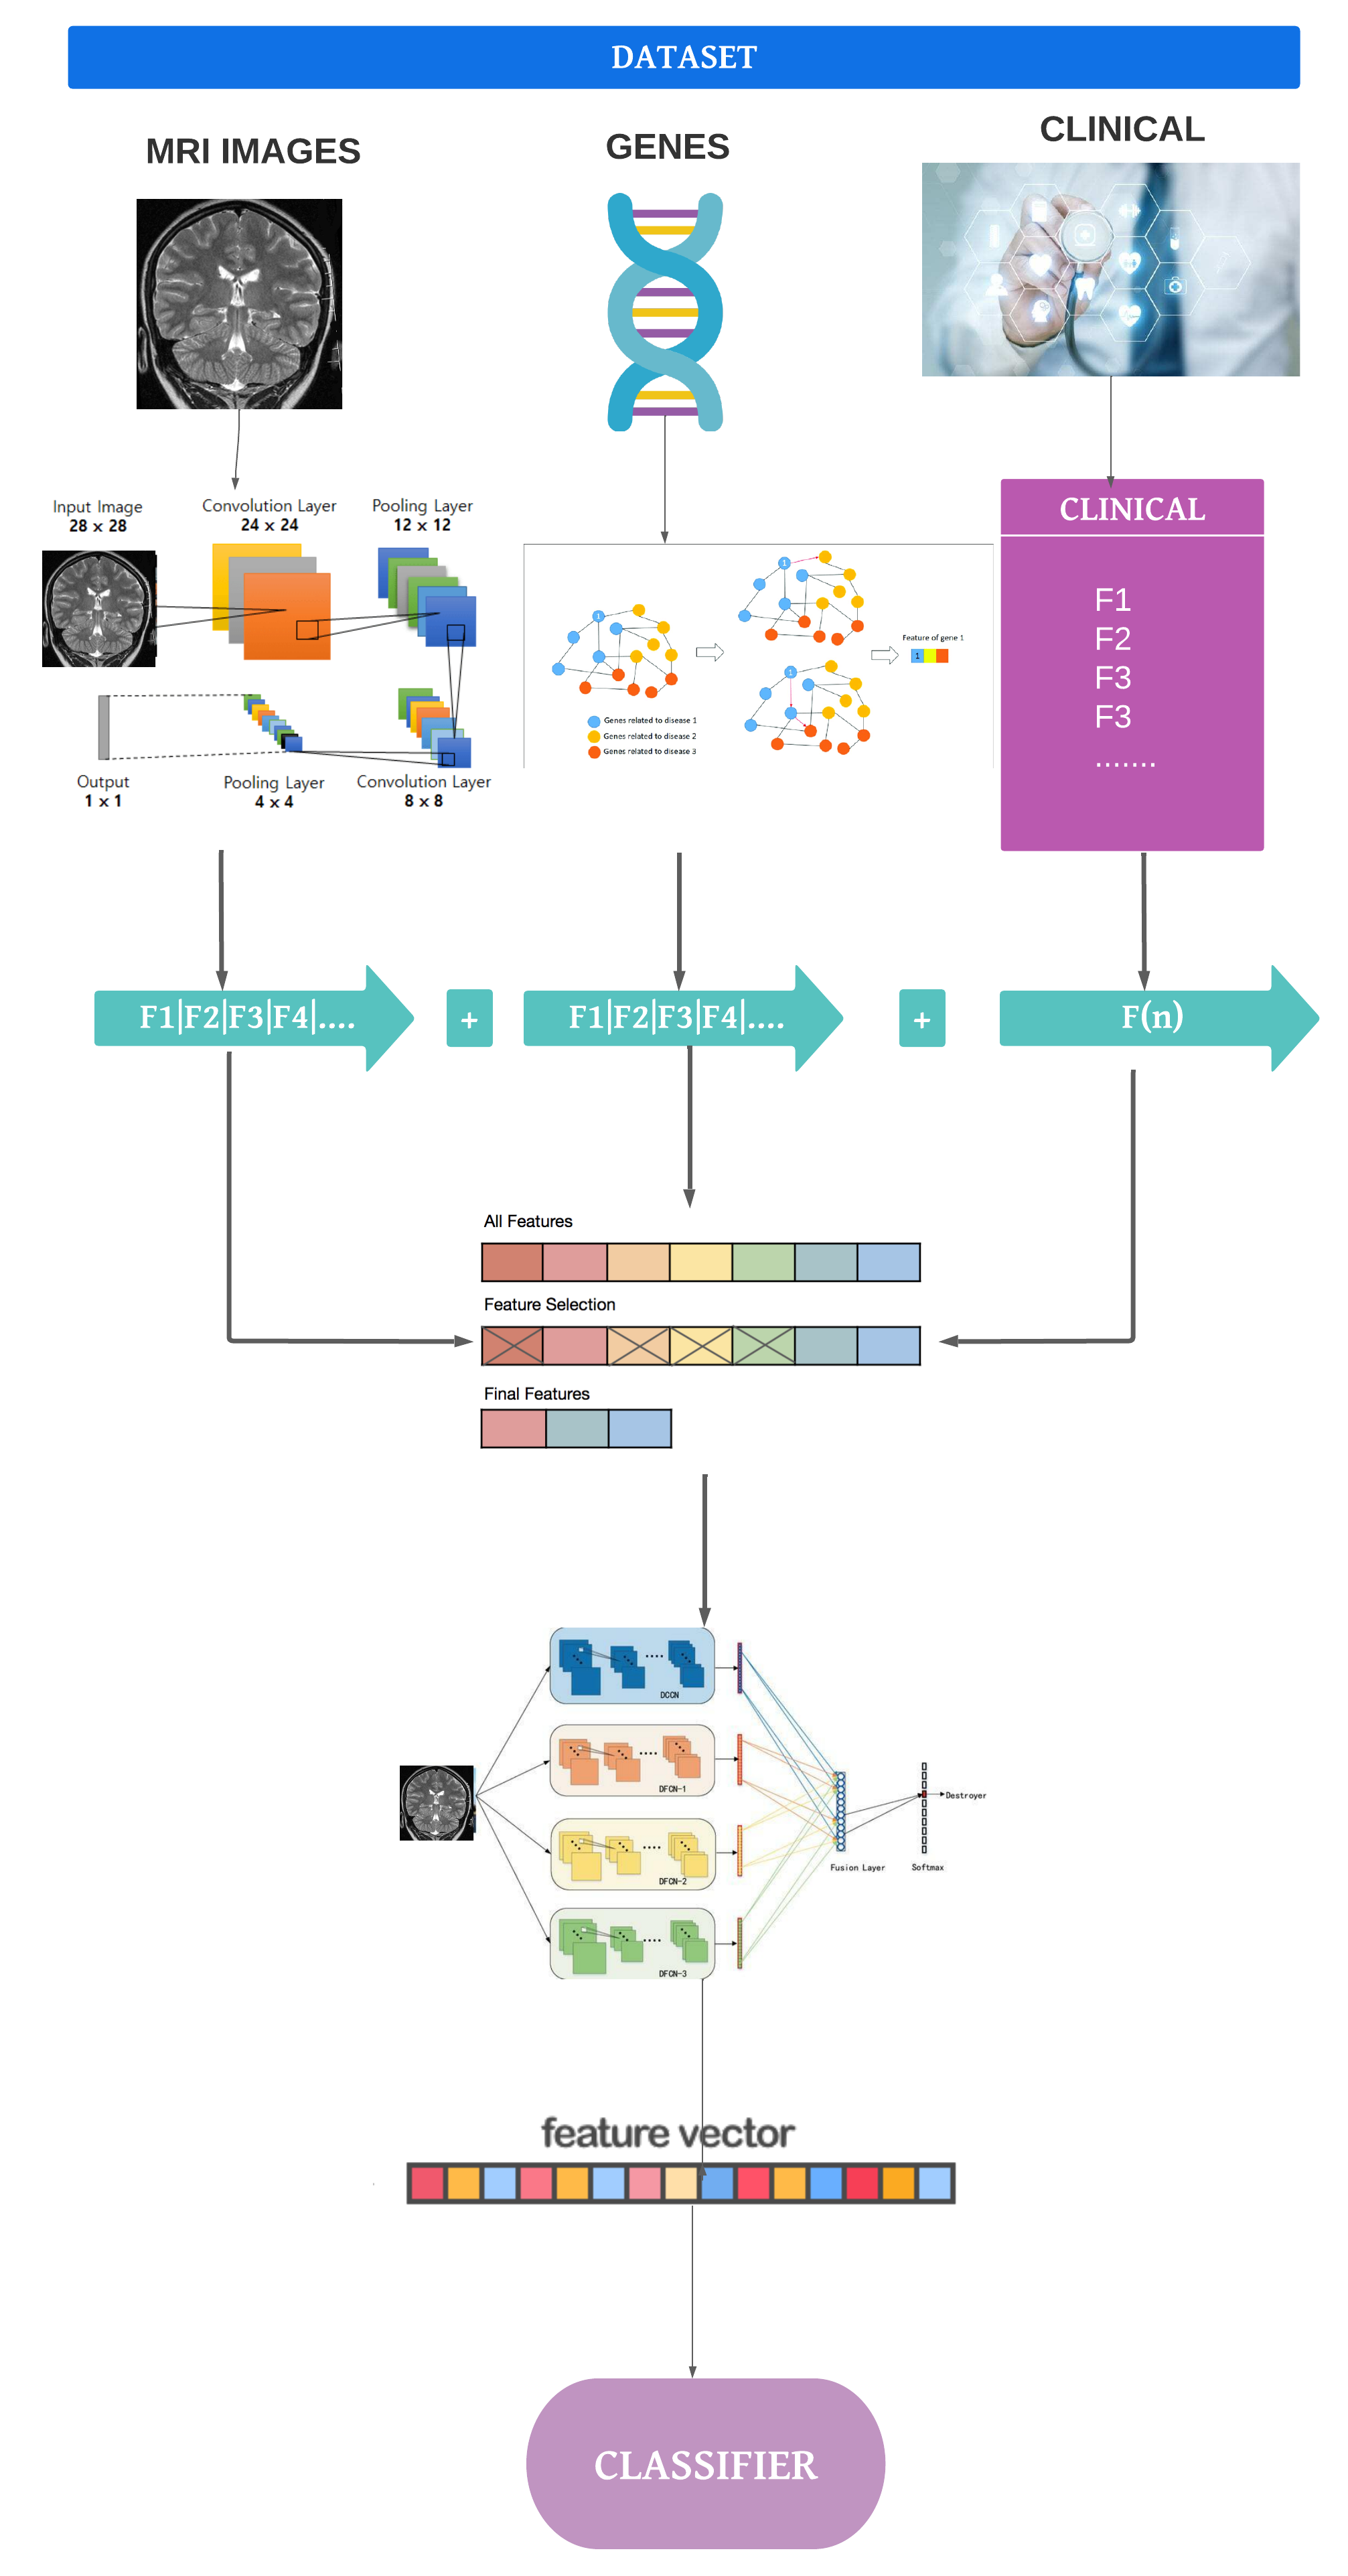 DATASET
MRI IMAGES
GENES
CLINICAL
Input Image
28 x 28
Convolution Layer
24 x 24
Pooling Layer
12 x 12
Output
1 x 1
Pooling Layer
4 x 4
Convolution Layer
8 x 8
1
1
1
Feature of gene 1
1
Genes related to disease 1
Genes related to disease 2
Genes related to disease 3
CLINICAL
F1
F2
F3
F3
.......
F1|F2|F3|F4|....
+
F1|F2|F3|F4|....
+
F(n)
All Features
Feature Selection
Final Features
DCCN
DFCN-1
DFCN-2
DFCN-3
Fusion Layer
Softmax
Destroyer
feature vector
CLASSIFIER